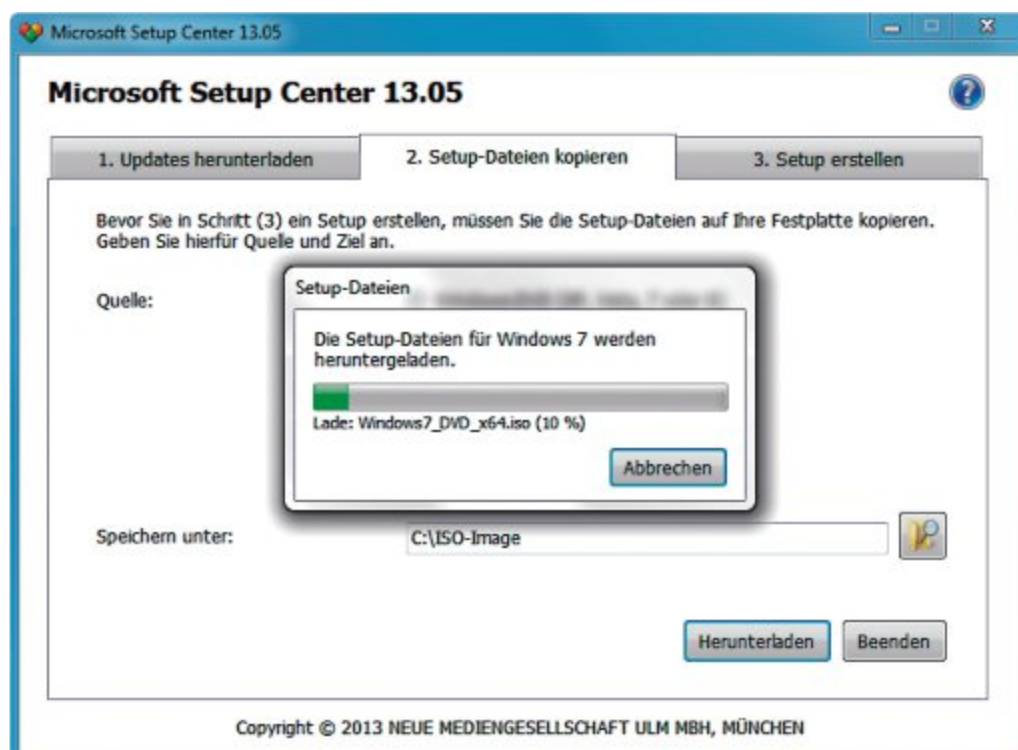 Microsoft Setup Center 13.05
Microsoft Setup Center 13.05
1. Updates herunterladen
2. Setup-Dateien kopieren
3. Setup erstellen
Bevor Sie in Schritt (3) ein Setup erstellen, müssen Sie die Setup-Dateien auf Ihre Festplatte kopieren.
Geben Sie hierfür Quelle und Ziel an.
Quelle:
Setup-Dateien
Die Setup-Dateien für Windows 7 werden
heruntergeladen.
Lade: Windows7_DVD_x64.iso (10 %)
Abbrechen
Speichern unter:
C:\ISO-Image
Herunterladen
Beenden
Copyright © 2013 NEUE MEDIENGESELLSCHAFT ULM MBH, MÜNCHEN